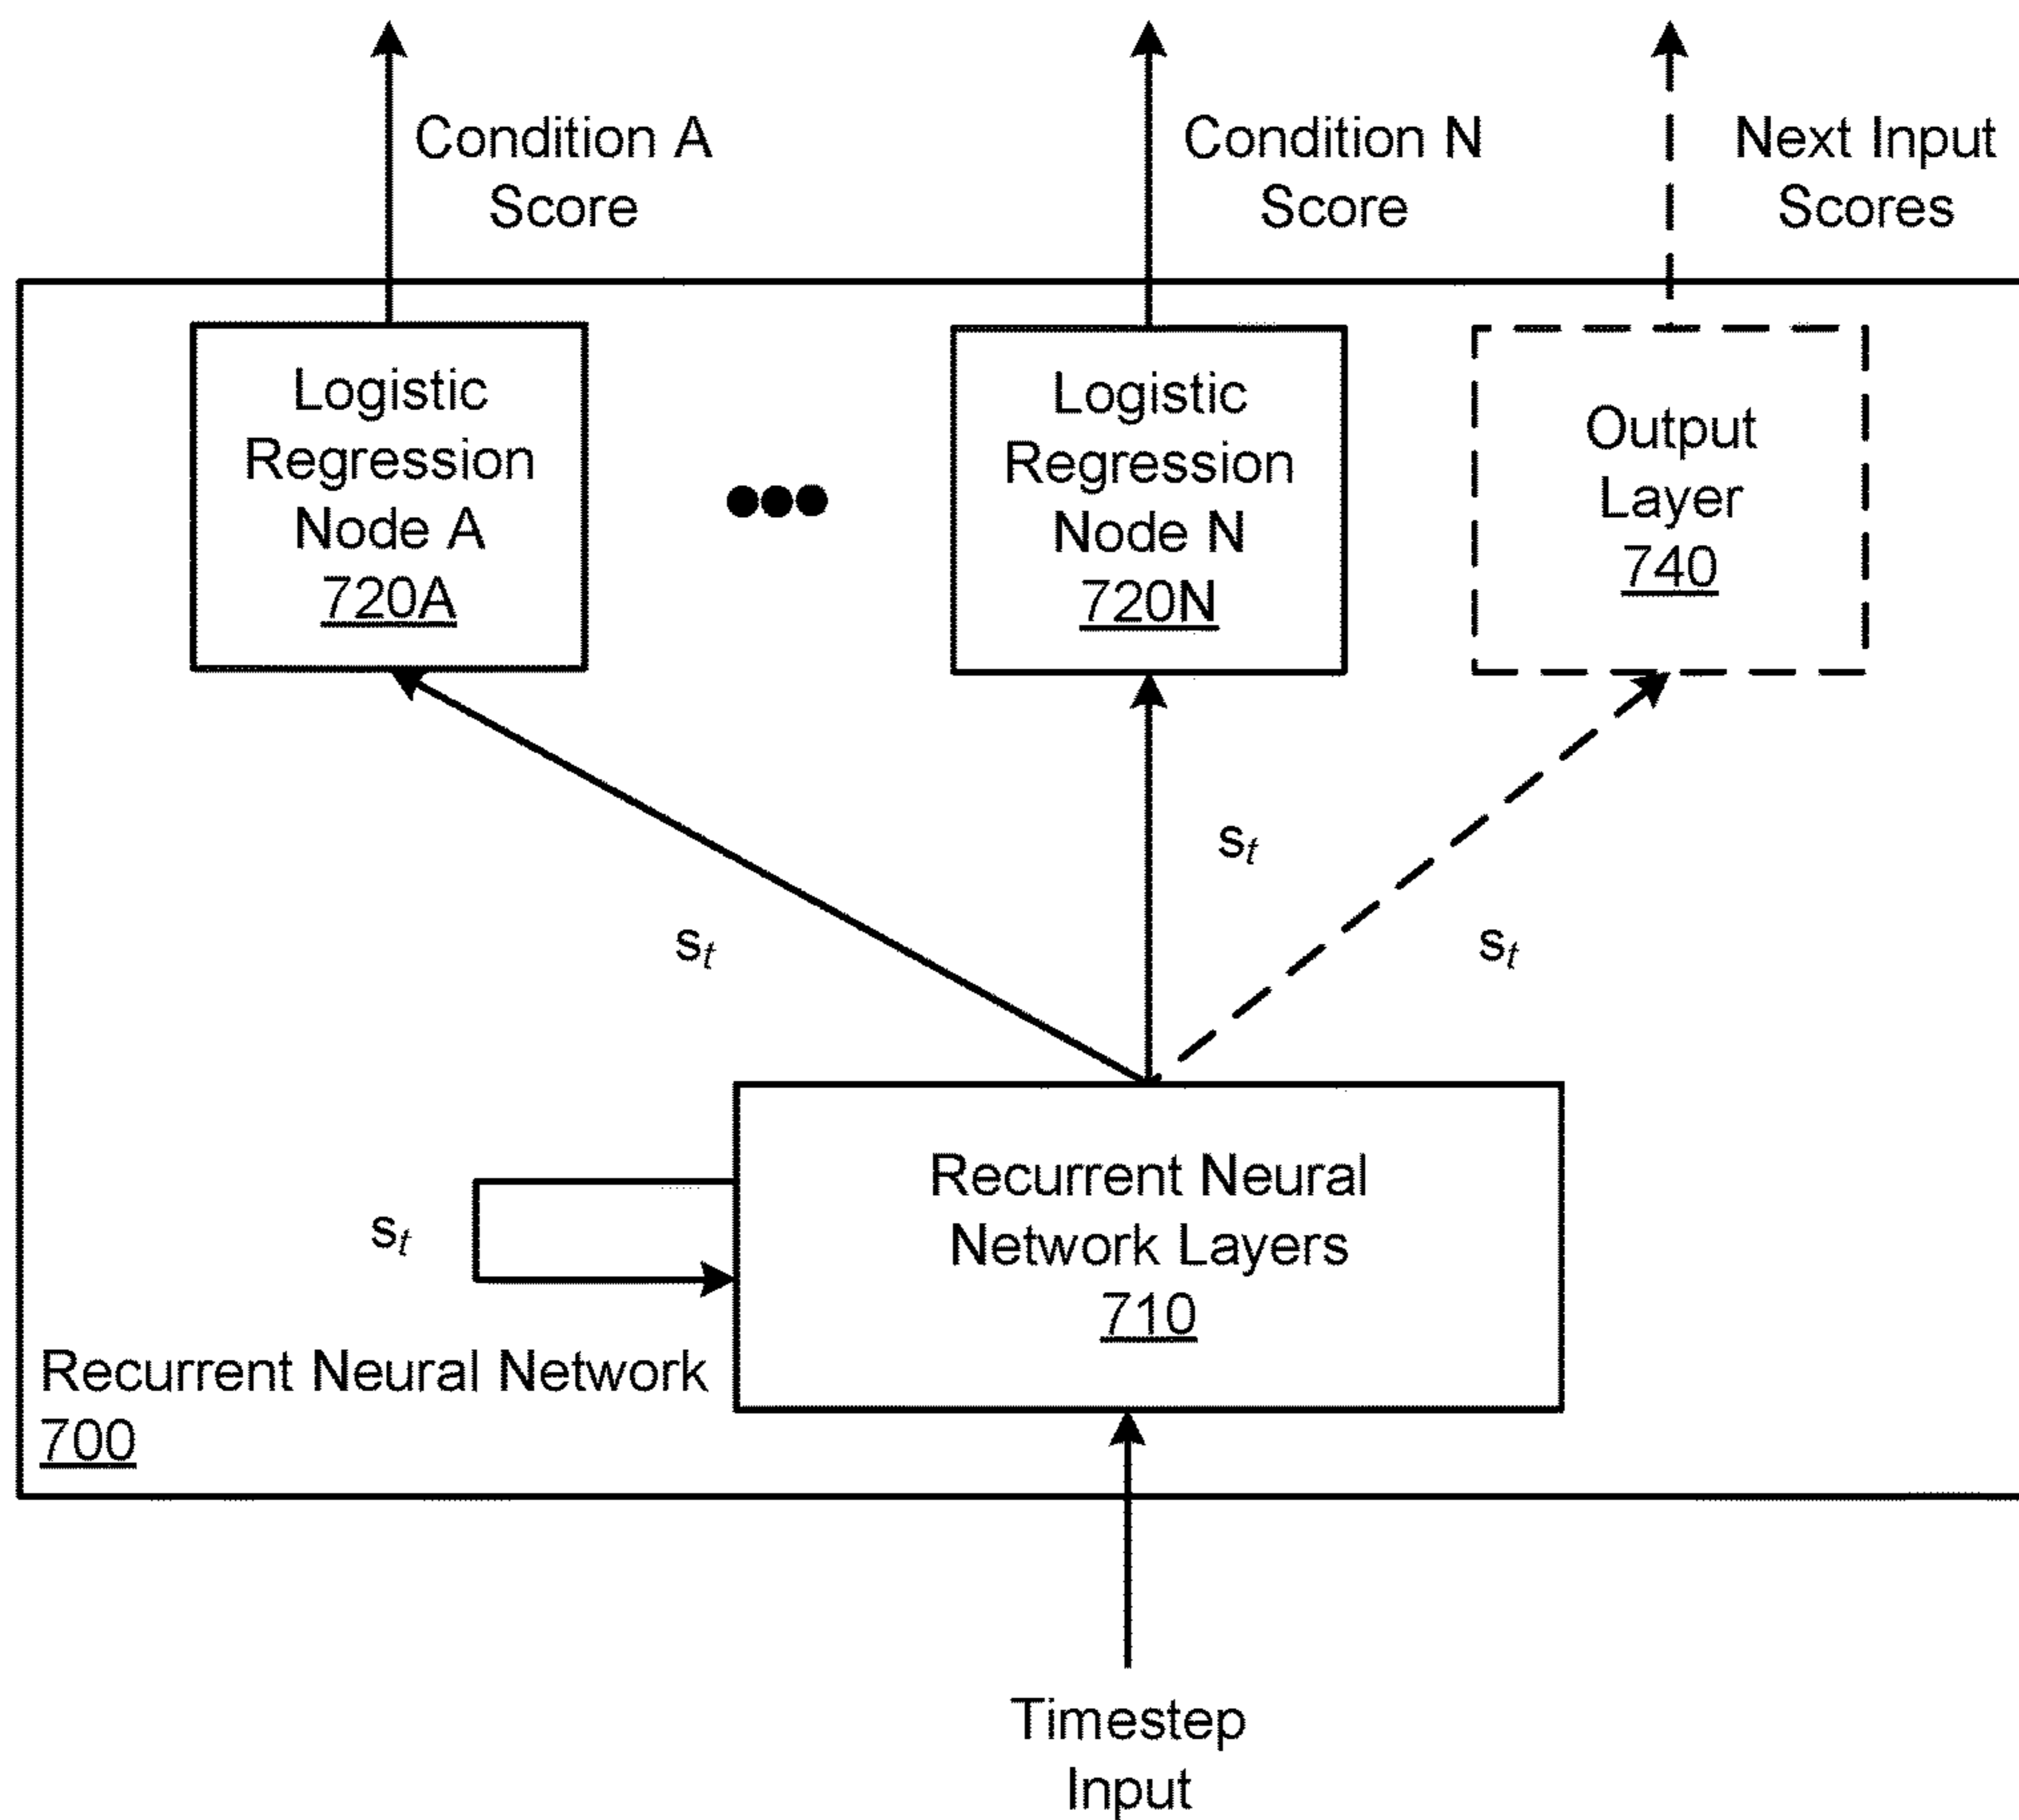 Condition A
Score
Condition N
Score
Next Input
Scores
Logistic
Regression
Node A
720A
Logistic
Regression
Node N
720N
Output
Layer
740
st
st
st
Recurrent Neural
Network Layers
710
st
Recurrent Neural Network
700
Timestep
Input